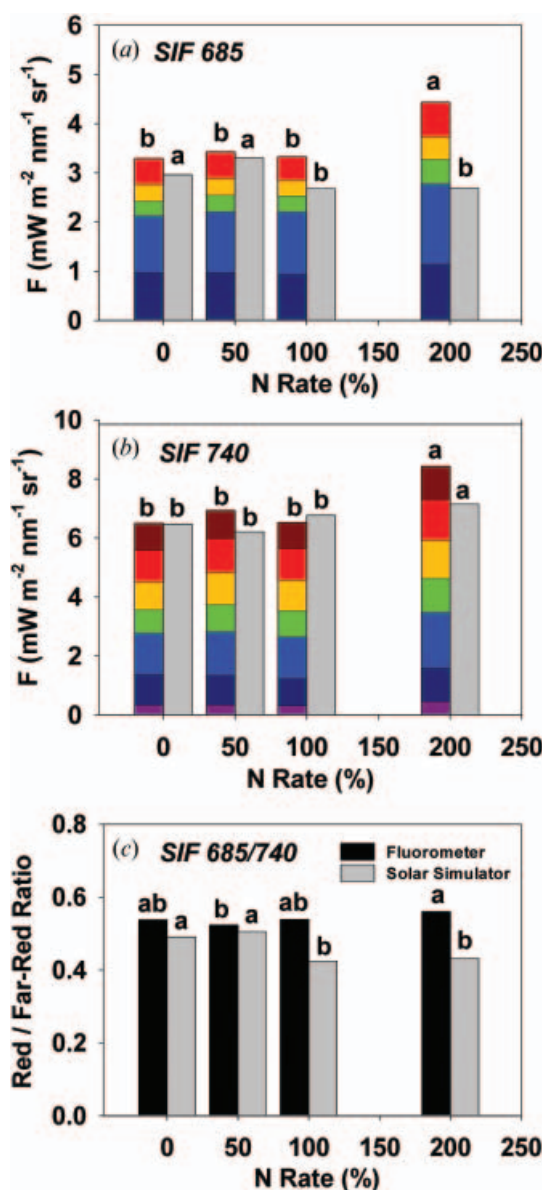 (a) SIF 685
F (mW m-2 nm-1 sr-1)
6
5
4
3
2
1
0
b a b a b b a b
0 50 100 150 200 250
N Rate (%)
(b) SIF 740
F (mW m-2 nm-1 sr-1)
10
8
6
4
2
0
b b b b b b a a
0 50 100 150 200 250
N Rate (%)
(c) SIF 685/740
Fluorometer
Solar Simulator
Red / Far-Red Ratio
0.8
0.6
0.4
0.2
0.0
ab a b a ab b a b
0 50 100 150 200 250
N Rate (%)